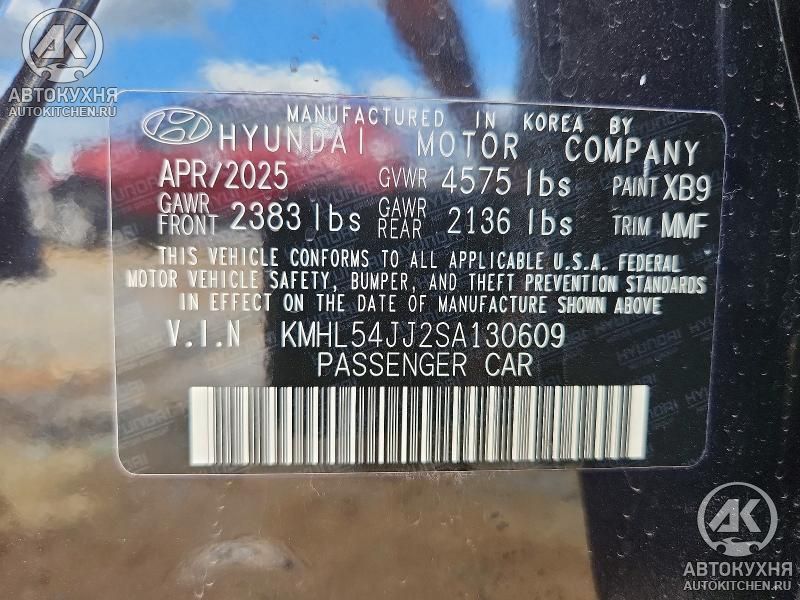 АК
АВТОКУХНЯ
AUTOKITCHEN.RU
MANUFACTURED IN KOREA BY
HYUNDAI MOTOR COMPANY
APR/2025 GVWR 4575 lbs PAINT XB9
GAWR FRONT 2383 lbs GAWR REAR 2136 lbs TRIM MMF
THIS VEHICLE CONFORMS TO ALL APPLICABLE U.S.A. FEDERAL
MOTOR VEHICLE SAFETY, BUMPER, AND THEFT PREVENTION STANDARDS
IN EFFECT ON THE DATE OF MANUFACTURE SHOWN ABOVE
V.I.N KMHL54JJ2SA130609
PASSENGER CAR
АК
АВТОКУХНЯ
AUTOKITCHEN.RU